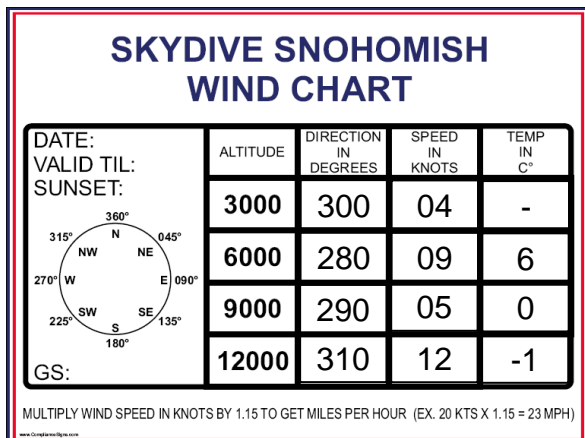 SKYDIVE SNOHOMISH
WIND CHART
DATE:
VALID TIL:
SUNSET:
360°
315° N 045°
NW NE
270° W E 090°
SW SE
225° S 135°
180°
GS:
ALTITUDE DIRECTION IN DEGREES SPEED IN KNOTS TEMP IN C°
3000 300 04 -
6000 280 09 6
9000 290 05 0
12000 310 12 -1
MULTIPLY WIND SPEED IN KNOTS BY 1.15 TO GET MILES PER HOUR (EX. 20 KTS X 1.15 = 23 MPH)
www.ComplianceSigns.com